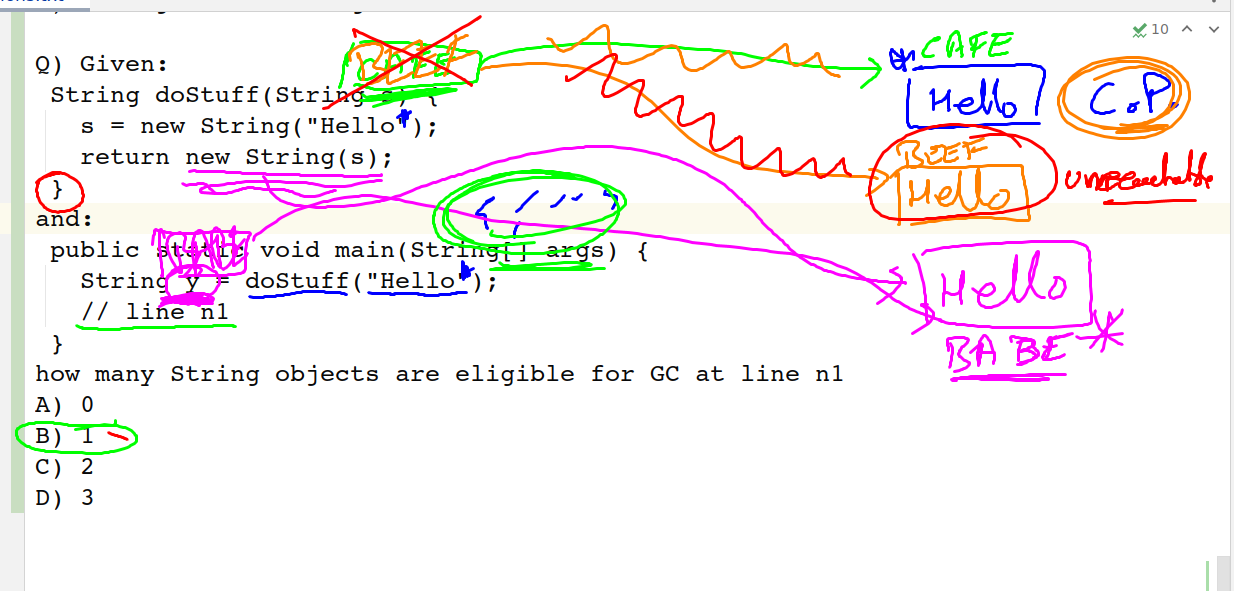 10
CAFE
Q) Given:
Hello C.P.
String doStuff(String s) {
s = new String("Hello");
BEEF
return new String(s);
Hello unreachable
}
and:
public static void main(String[] args) {
String y = doStuff("Hello");
Hello
// line n1
}
BABE
how many String objects are eligible for GC at line n1
A) 0
B) 1
C) 2
D) 3